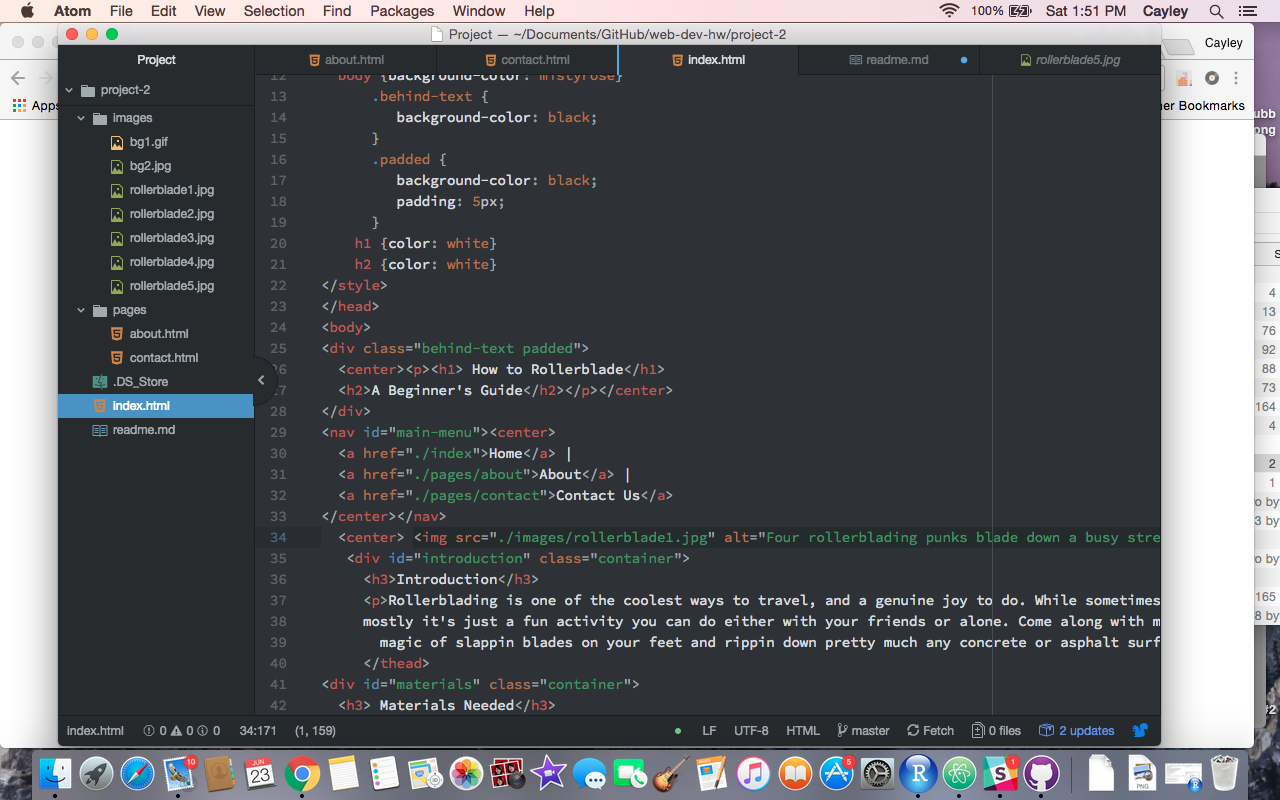 Atom File Edit View Selection Find Packages Window Help 100% Sat 1:51 PM Cayley
Project — ~/Documents/GitHub/web-dev-hw/project-2
Cayley
Project
about.html
contact.html
index.html
readme.md
rollerblade5.jpg
Apps
er Bookmarks
project-2
images
bg1.gif
bg2.jpg
rollerblade1.jpg
rollerblade2.jpg
rollerblade3.jpg
rollerblade4.jpg
rollerblade5.jpg
pages
about.html
contact.html
.DS_Store
index.html
readme.md
12 body {background-color: mistyrose}
13 .behind-text {
14 background-color: black;
15 }
16 .padded {
17 background-color: black;
18 padding: 5px;
19 }
20 h1 {color: white}
21 h2 {color: white}
22 </style>
23 </head>
24 <body>
25 <div class="behind-text padded">
26 <center><p><h1> How to Rollerblade</h1>
27 <h2>A Beginner's Guide</h2></p></center>
28 </div>
29 <nav id="main-menu"><center>
30 <a href="./index">Home</a> |
31 <a href="./pages/about">About</a> |
32 <a href="./pages/contact">Contact Us</a>
33 </center></nav>
34 <center> <img src="./images/rollerblade1.jpg" alt="Four rollerblading punks blade down a busy stre
35 <div id="introduction" class="container">
36 <h3>Introduction</h3>
37 <p>Rollerblading is one of the coolest ways to travel, and a genuine joy to do. While sometimes
38 mostly it's just a fun activity you can do either with your friends or alone. Come along with m
39 magic of slappin blades on your feet and rippin down pretty much any concrete or asphalt surf
40 </thead>
41 <div id="materials" class="container">
42 <h3> Materials Needed</h3>
index.html 0 0 0 34:171 (1, 159) LF UTF-8 HTML master Fetch 0 files 2 updates
ubb
png
S
4
13
76
92
88
73
164
4
2
1
o by
3 by
o by
165
8 by
#2
10
JUN
23
5
1
PNG